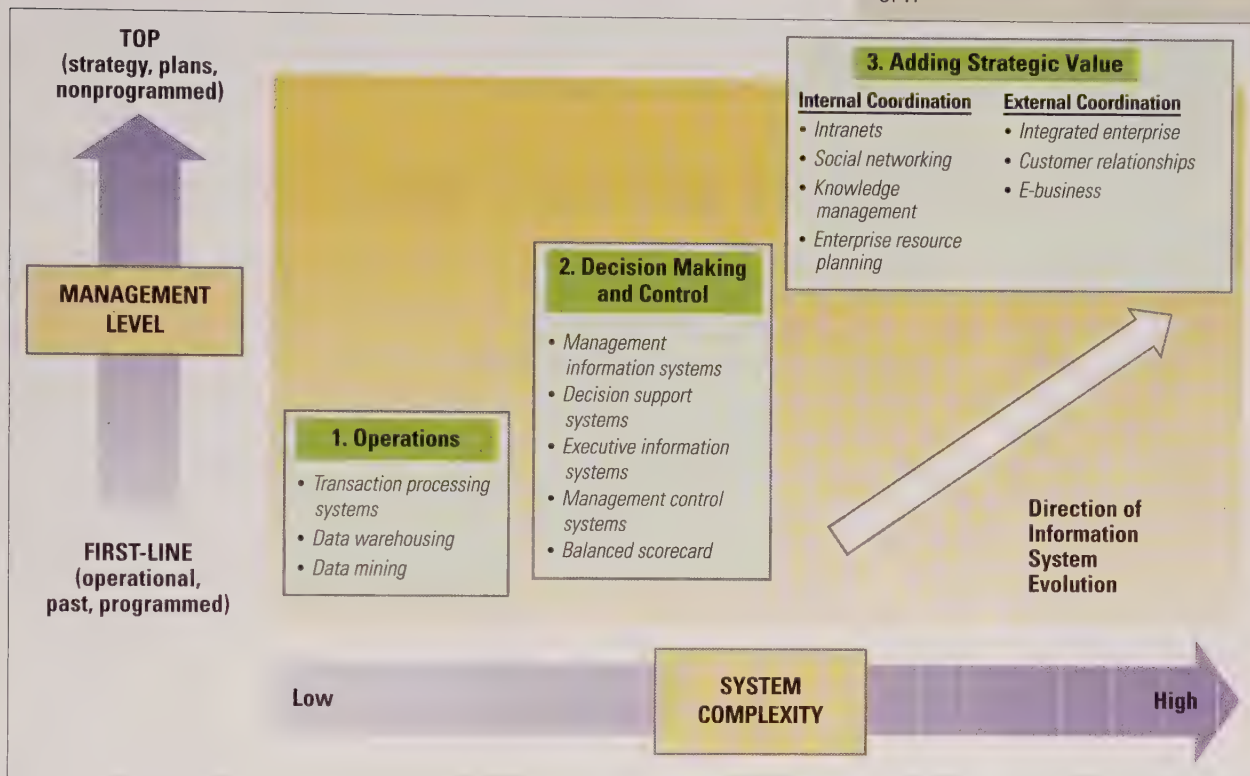 TOP
(strategy, plans,
nonprogrammed)
MANAGEMENT
LEVEL
FIRST-LINE
(operational,
past, programmed)
1. Operations
• Transaction processing
systems
• Data warehousing
• Data mining
2. Decision Making
and Control
• Management
information systems
• Decision support
systems
• Executive information
systems
• Management control
systems
• Balanced scorecard
3. Adding Strategic Value
Internal Coordination
• Intranets
• Social networking
• Knowledge
management
• Enterprise resource
planning
External Coordination
• Integrated enterprise
• Customer relationships
• E-business
Direction of
Information
System
Evolution
Low
SYSTEM
COMPLEXITY
High